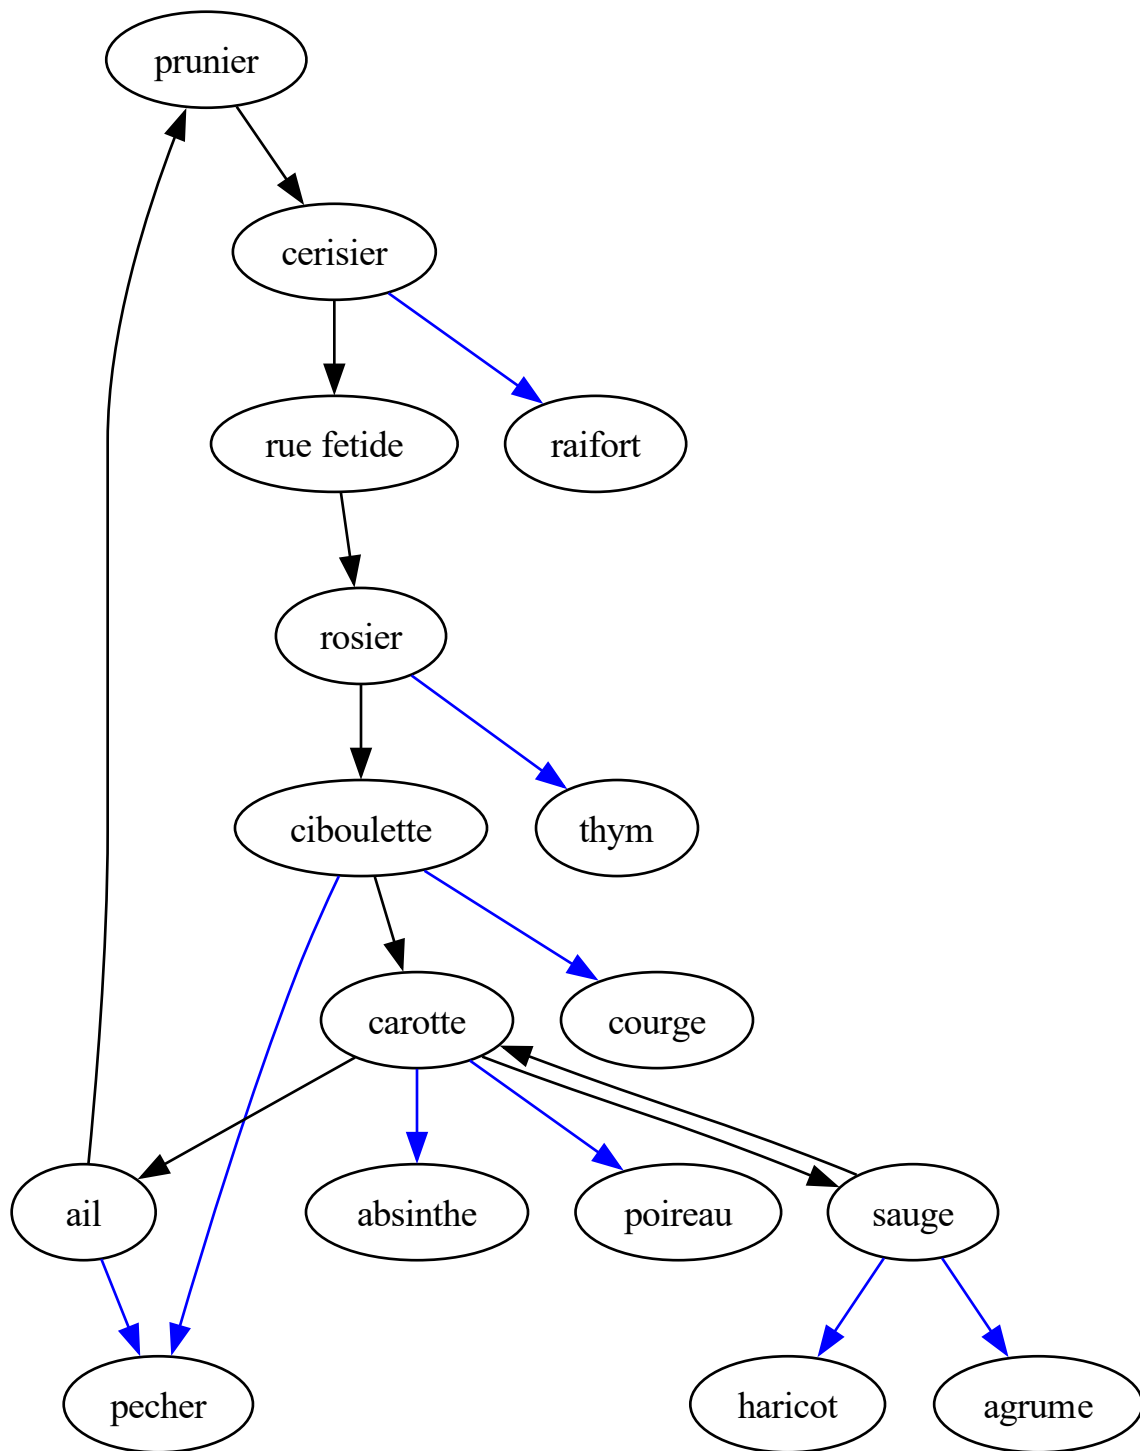 prunier
cerisier
rue fetide
raifort
rosier
ciboulette
thym
carotte
courge
ail
absinthe
poireau
sauge
pecher
haricot
agrume